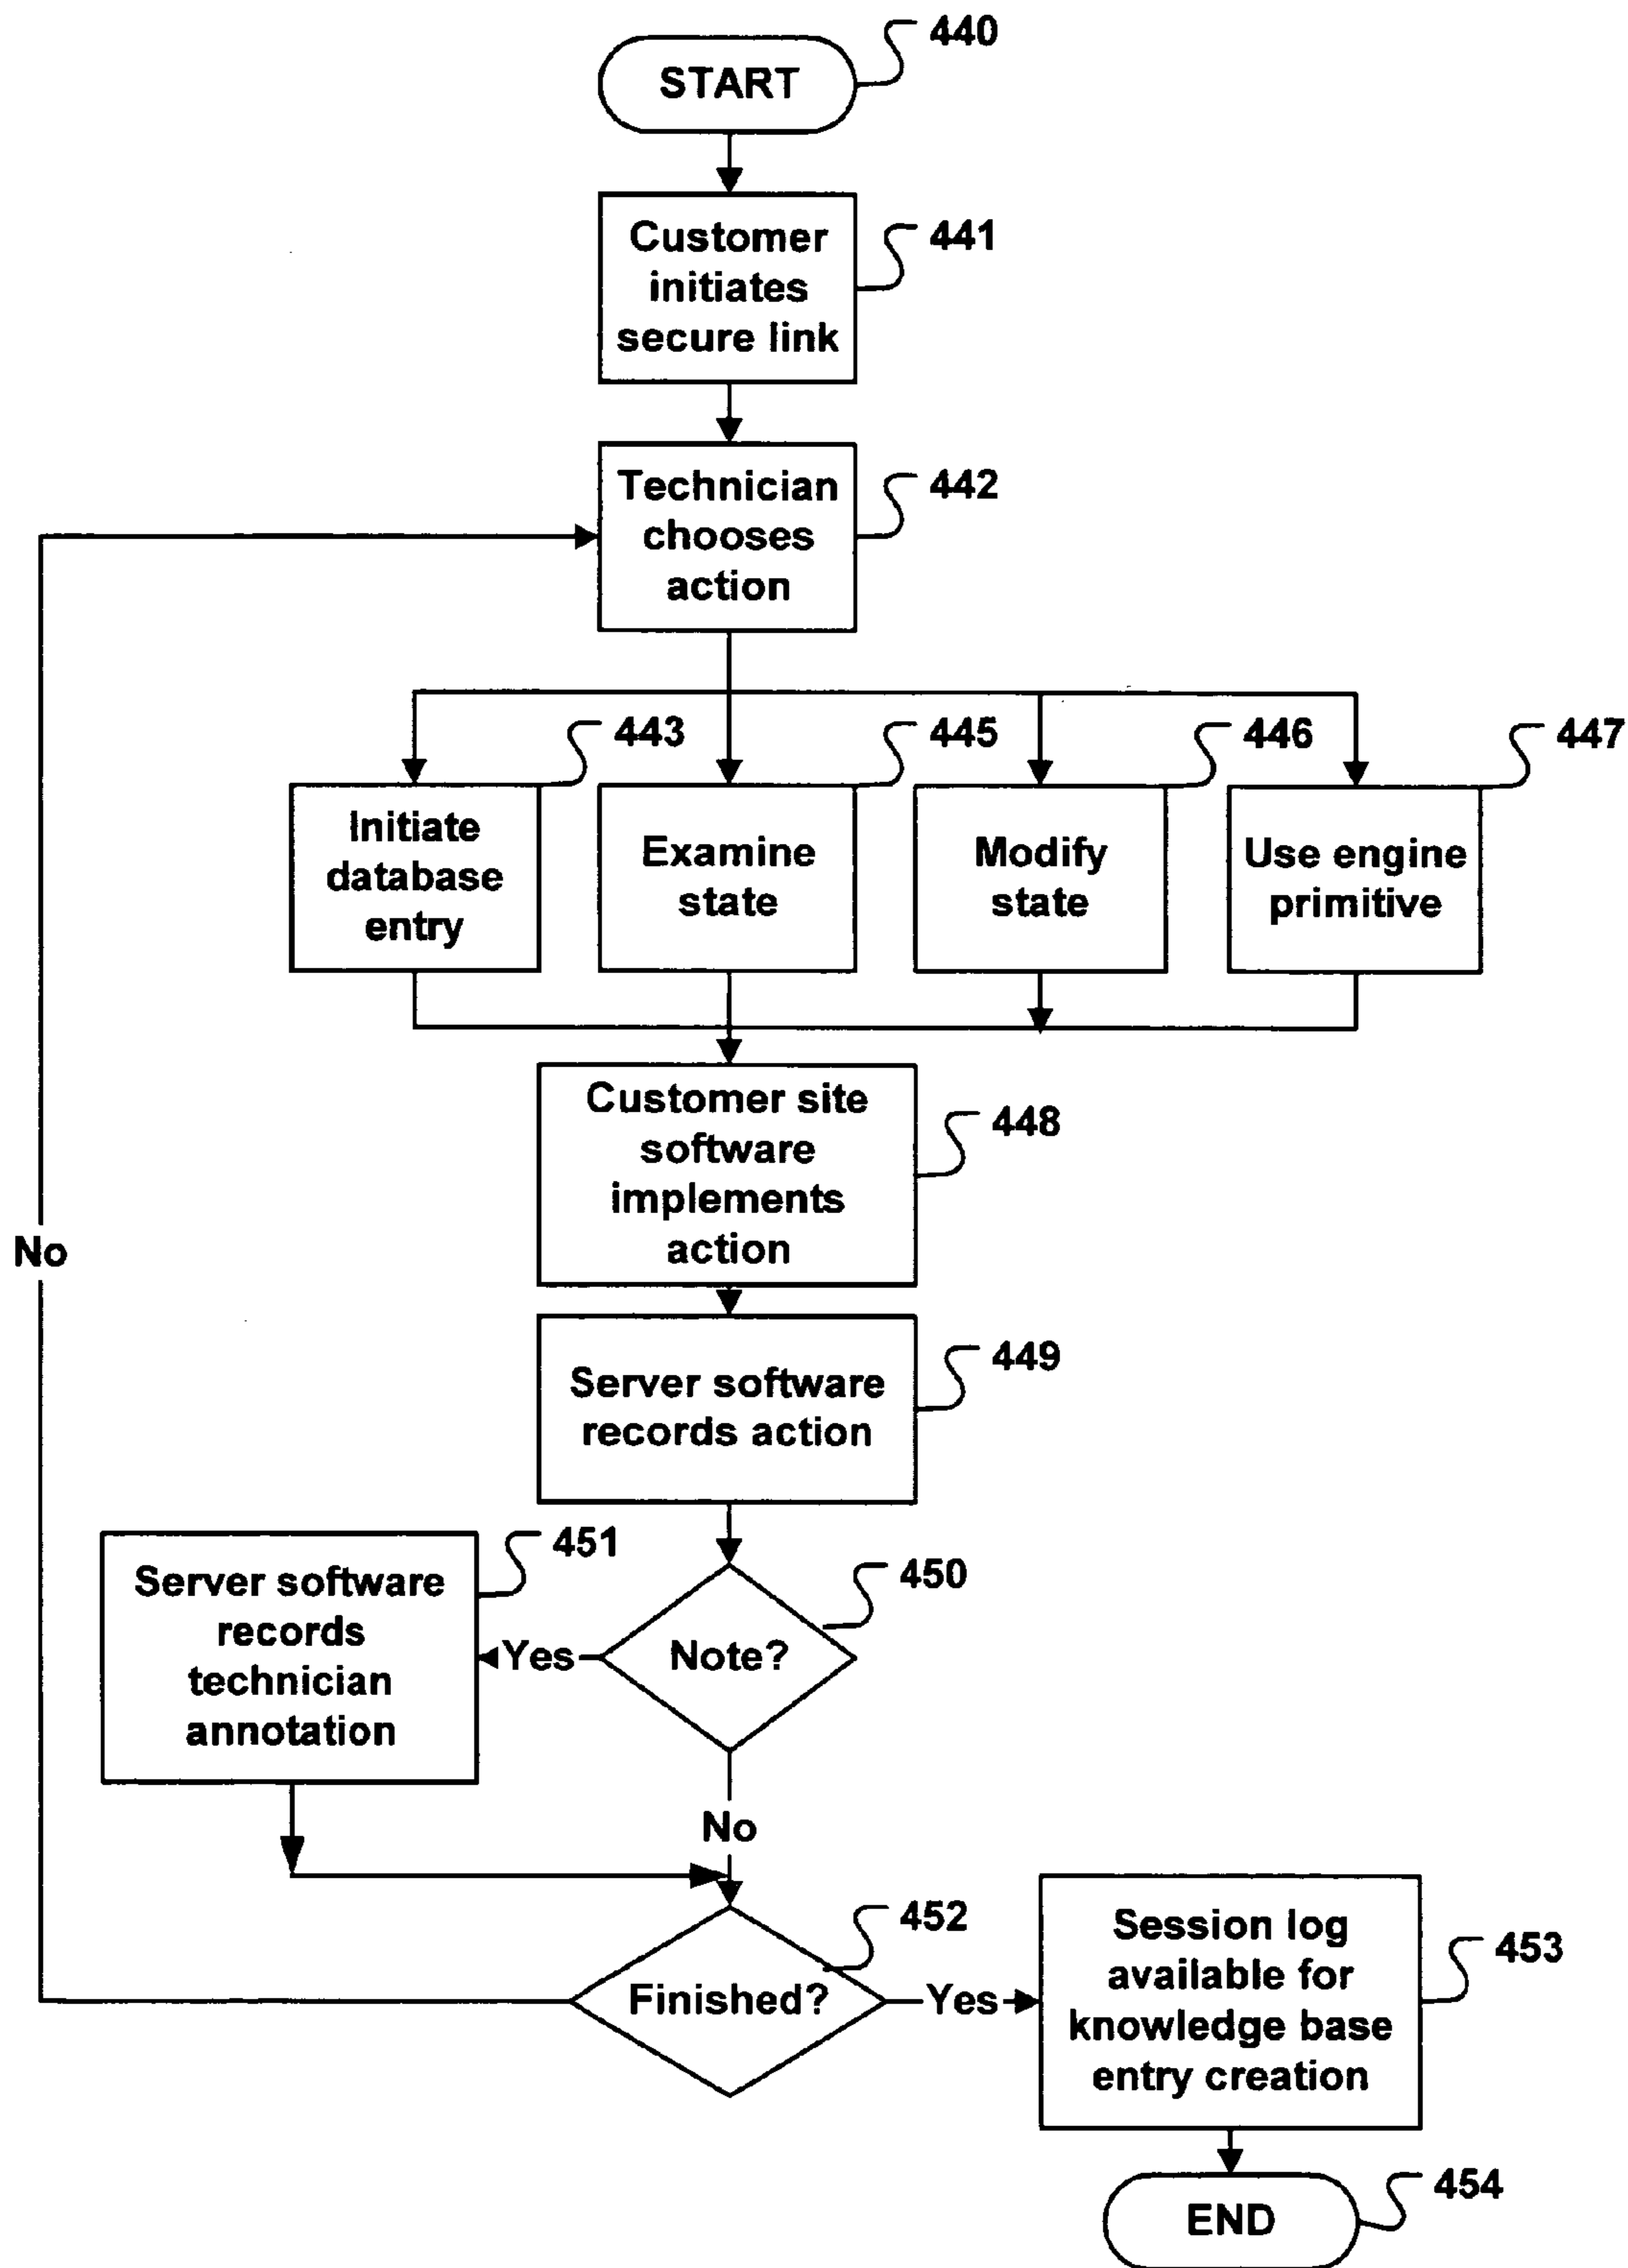 START
440
Customer
initiates
secure link
441
Technician
chooses
action
442
443
445
446
447
Initiate
database
entry
Examine
state
Modify
state
Use engine
primitive
Customer site
software
implements
action
448
No
Server software
records action
449
451
Server software
records
technician
annotation
Yes
Note?
450
No
452
Finished?
Yes
Session log
available for
knowledge base
entry creation
453
END
454